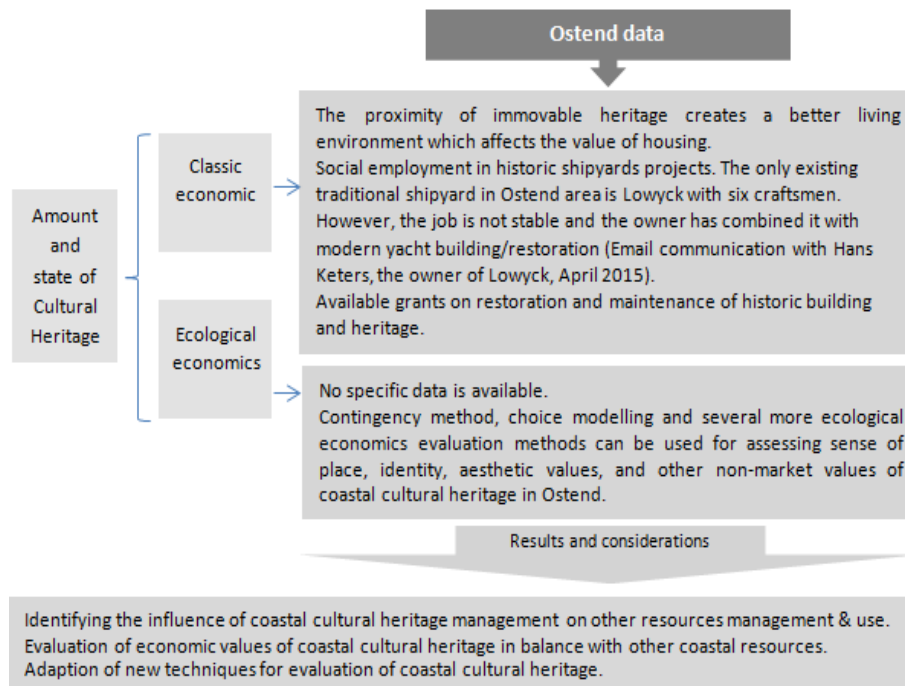 Ostend data
Amount
and
state of
Cultural
Heritage
Classic
economic
The proximity of immovable heritage creates a better living
environment which affects the value of housing.
Social employment in historic shipyards projects. The only existing
traditional shipyard in Ostend area is Lowyck with six craftsmen.
However, the job is not stable and the owner has combined it with
modern yacht building/restoration (Email communication with Hans
Keters, the owner of Lowyck, April 2015).
Available grants on restoration and maintenance of historic building
and heritage.
Ecological
economics
No specific data is available.
Contingency method, choice modelling and several more ecological
economics evaluation methods can be used for assessing sense of
place, identity, aesthetic values, and other non-market values of
coastal cultural heritage in Ostend.
Results and considerations
Identifying the influence of coastal cultural heritage management on other resources management & use.
Evaluation of economic values of coastal cultural heritage in balance with other coastal resources.
Adaption of new techniques for evaluation of coastal cultural heritage.